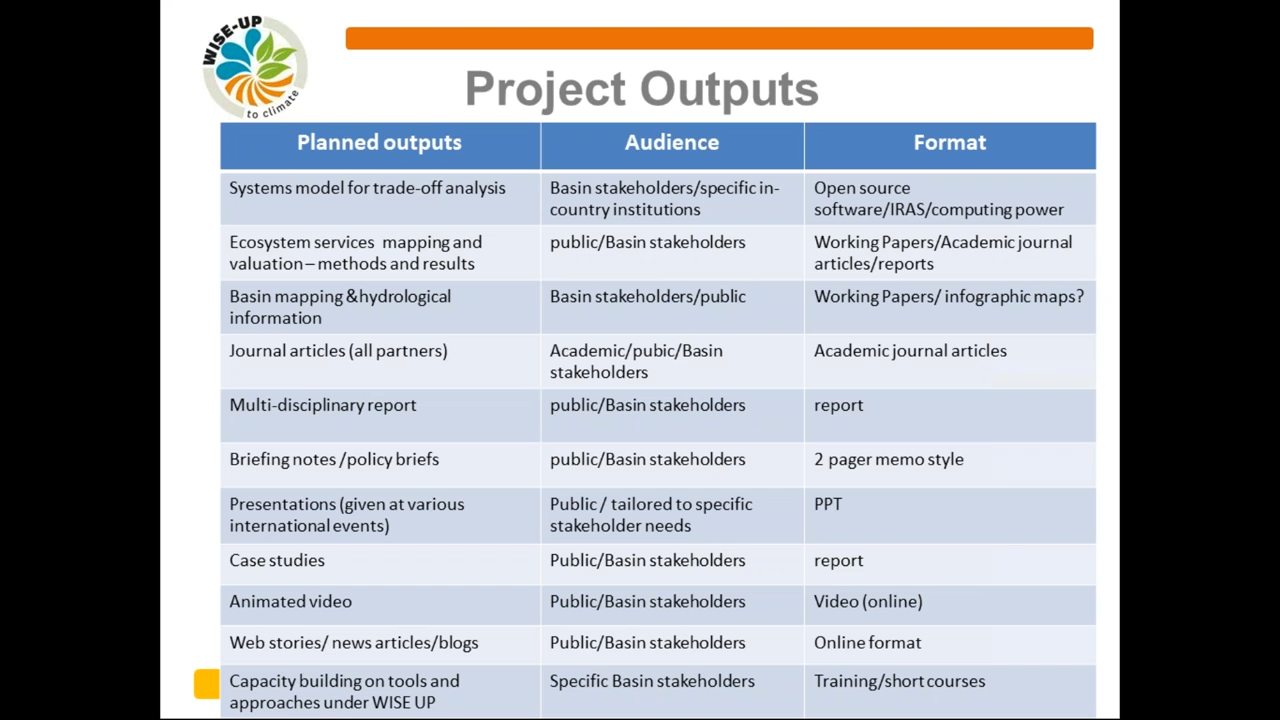 WISE-UP
to climate
Project Outputs
Planned outputs
Audience
Format
Systems model for trade-off analysis
Basin stakeholders/specific in-
country institutions
Open source
software/IRAS/computing power
Ecosystem services mapping and
valuation – methods and results
public/Basin stakeholders
Working Papers/Academic journal
articles/reports
Basin mapping &hydrological
information
Basin stakeholders/public
Working Papers/ infographic maps?
Journal articles (all partners)
Academic/pubic/Basin
stakeholders
Academic journal articles
Multi-disciplinary report
public/Basin stakeholders
report
Briefing notes /policy briefs
public/Basin stakeholders
2 pager memo style
Presentations (given at various
international events)
Public / tailored to specific
stakeholder needs
PPT
Case studies
Public/Basin stakeholders
report
Animated video
Public/Basin stakeholders
Video (online)
Web stories/ news articles/blogs
Public/Basin stakeholders
Online format
Capacity building on tools and
approaches under WISE UP
Specific Basin stakeholders
Training/short courses